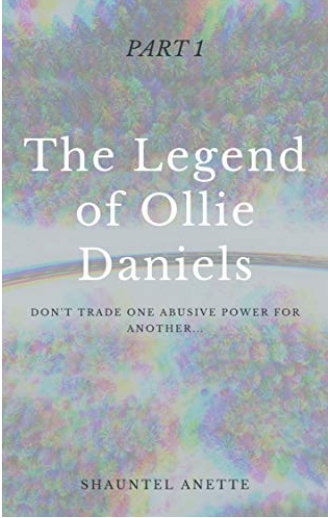 PART 1
The Legend
of Ollie
Daniels
DON'T TRADE ONE ABUSIVE POWER FOR
ANOTHER...
SHAUNTEL ANETTE